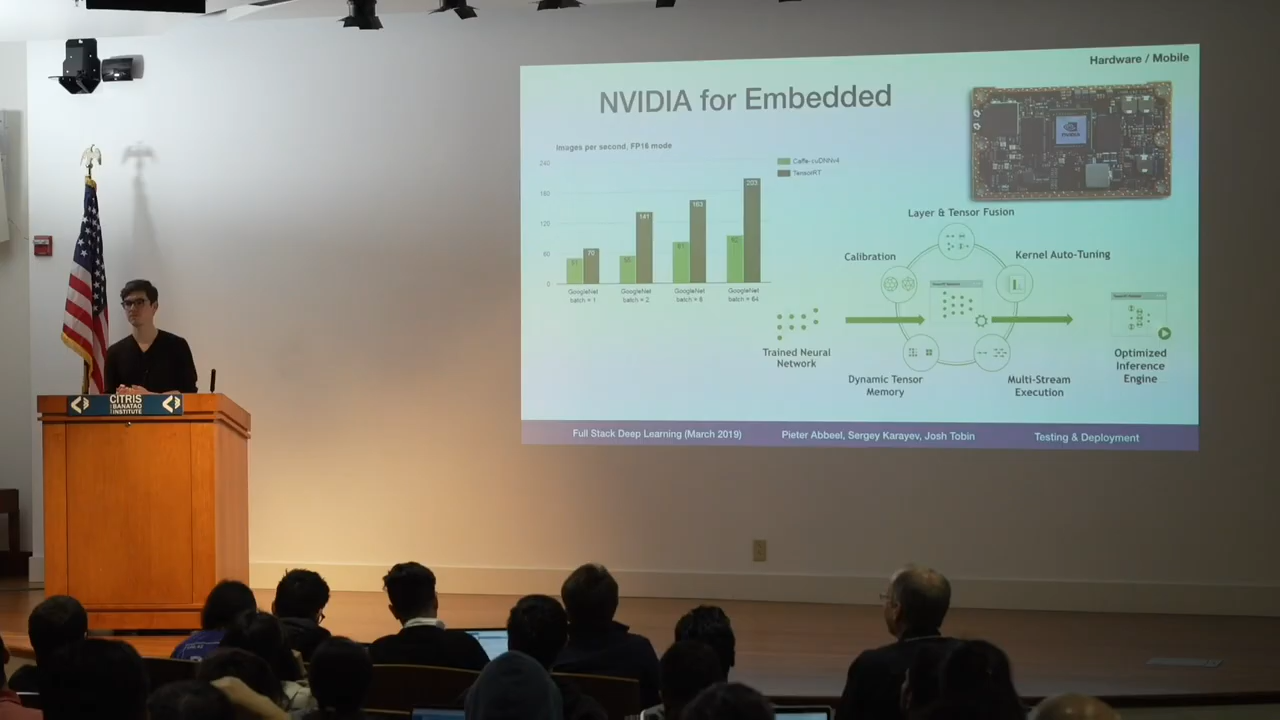 Hardware / Mobile
NVIDIA for Embedded
Images per second, FP16 mode
Caffe-cuDNNv4
TensorRT
240
180
120
60
0
70
141
163
203
GoogleNet
batch = 1
GoogleNet
batch = 2
GoogleNet
batch = 8
GoogleNet
batch = 64
Layer & Tensor Fusion
Calibration
Kernel Auto-Tuning
Trained Neural
Network
Dynamic Tensor
Memory
Multi-Stream
Execution
Optimized
Inference
Engine
Full Stack Deep Learning (March 2019)
Pieter Abbeel, Sergey Karayev, Josh Tobin
Testing & Deployment
CITRIS
BANATAO
INSTITUTE